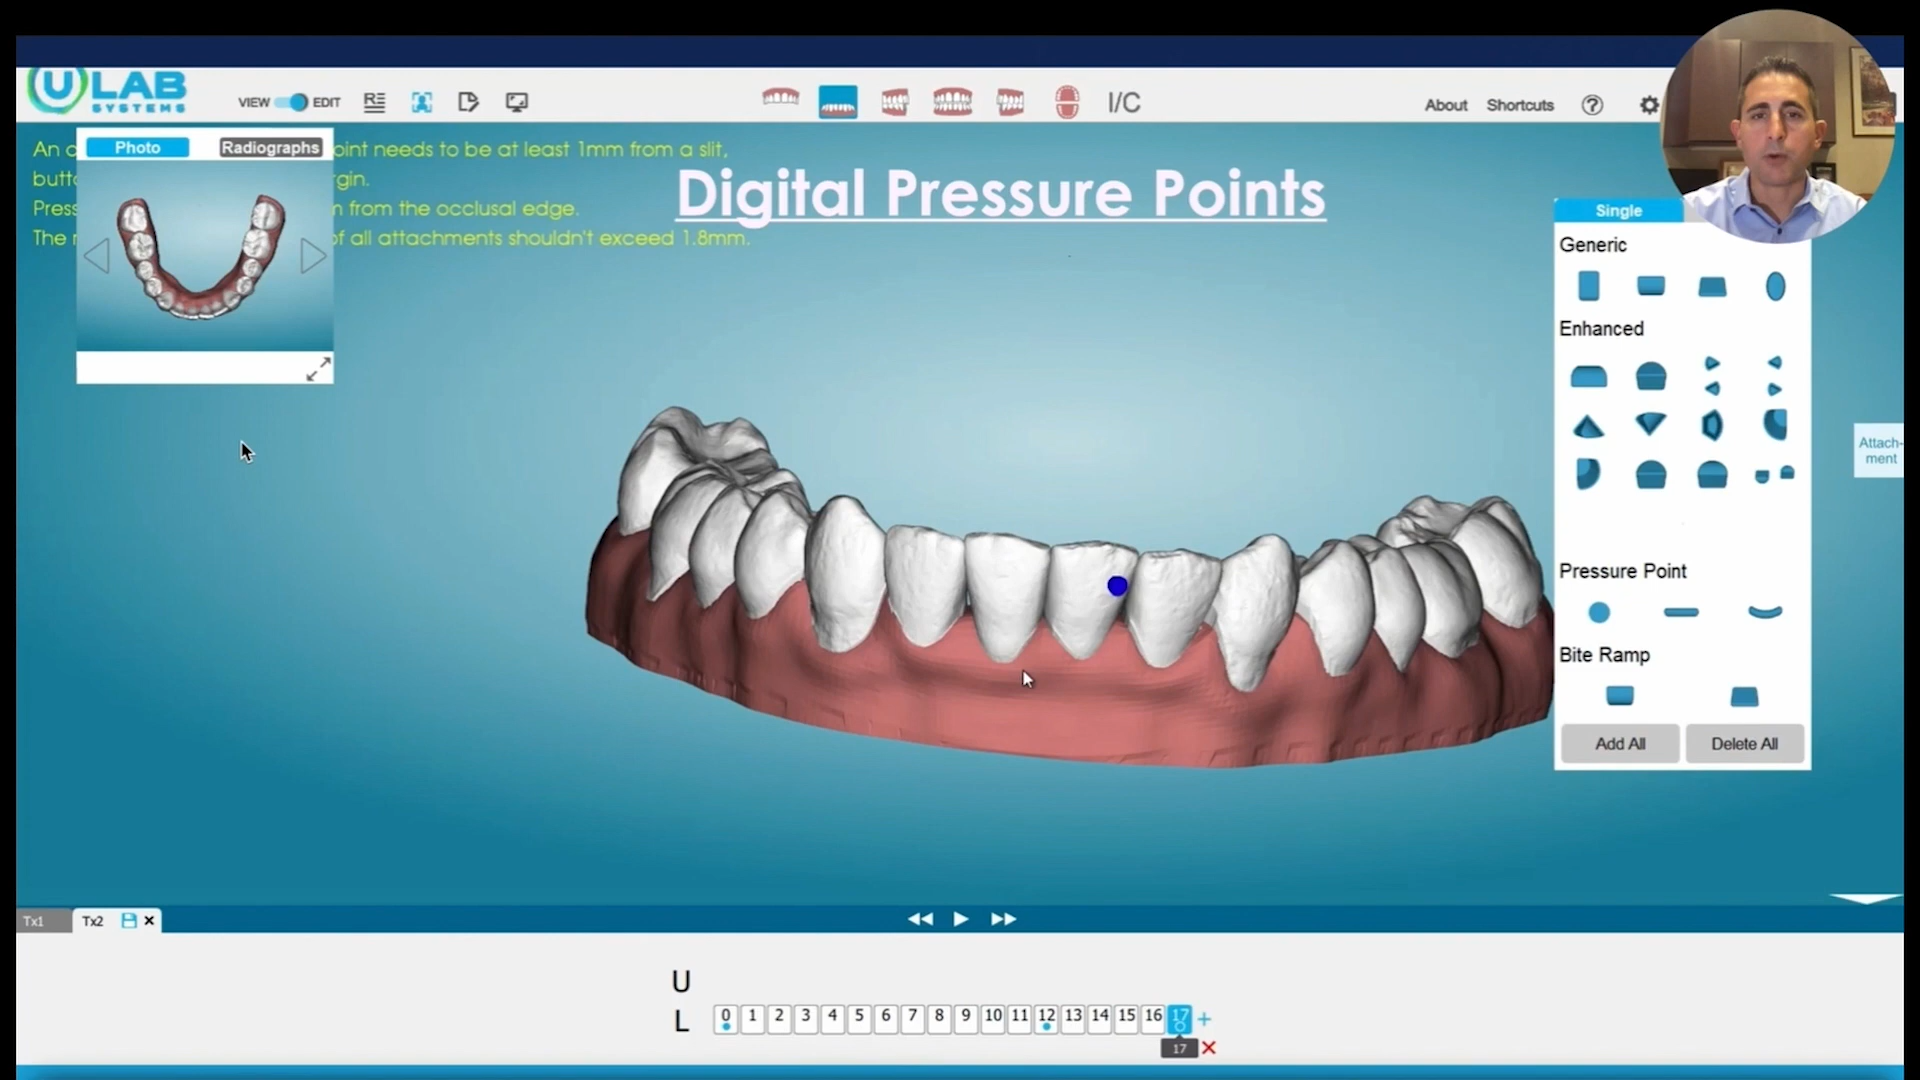 ULAB
SYSTEMS
VIEW EDIT
I/C
About Shortcuts ?
Photo Radiographs
An oint needs to be at least 1mm from a slit,
gin.
Press from the occlusal edge.
The of all attachments shouldn't exceed 1.8mm.
Digital Pressure Points
Single
Generic
Enhanced
Attach-
ment
Pressure Point
Bite Ramp
Add All Delete All
Tx1 Tx2
U
L 0 1 2 3 4 5 6 7 8 9 10 11 12 13 14 15 16 17 +
17